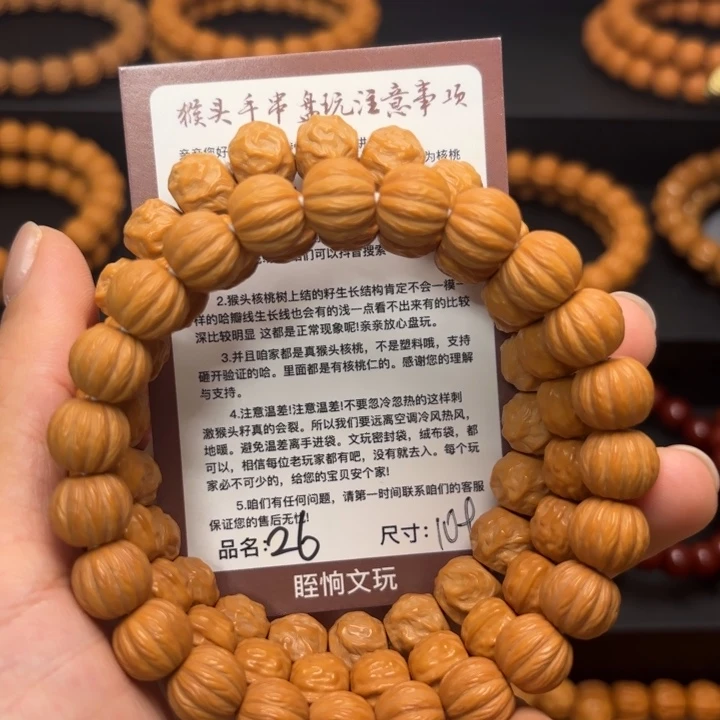 猴头手串盘玩注意事项
亲亲您好
为核桃
们可以抖音搜索
2.猴头核桃树上结的籽生长结构肯定不会一摸一
样的哈瓣线生长线也会有的浅一点看不出来有的比较
深比较明显 这都是正常现象呢!亲亲放心盘玩。
3.并且咱家都是真猴头核桃，不是塑料哦，支持
砸开验证的哈。里面都是有核桃仁的。感谢您的理解
与支持。
4.注意温差!注意温差!不要忽冷忽热的这样刺
激猴头籽真的会裂。所以我们要远离空调冷风热风，
地暖。避免温差离手进袋。文玩密封袋，绒布袋，都
可以，相信每位老玩家都有吧，没有就去入。每个玩
家必不可少的，给您的宝贝安个家!
5.咱们有任何问题，请第一时间联系咱们的客服
保证您的售后无忧!
品名:26 尺寸:10
眰恦文玩